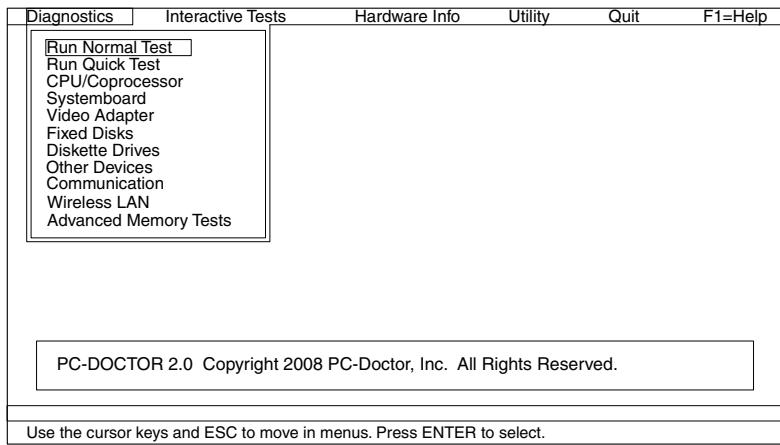 Diagnostics Interactive Tests Hardware Info Utility Quit F1=Help
Run Normal Test
Run Quick Test
CPU/Coprocessor
Systemboard
Video Adapter
Fixed Disks
Diskette Drives
Other Devices
Communication
Wireless LAN
Advanced Memory Tests
PC-DOCTOR 2.0 Copyright 2008 PC-Doctor, Inc. All Rights Reserved.
Use the cursor keys and ESC to move in menus. Press ENTER to select.